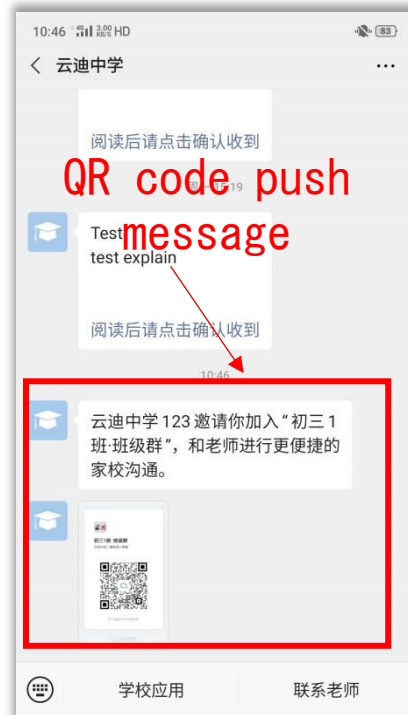 10:46 4G 3.00 KB/S HD 83
云迪中学
阅读后请点击确认收到
QR code push
message
15:19
Test
test explain
阅读后请点击确认收到
10:46
云迪中学 123 邀请你加入“初三 1
班·班级群”，和老师进行更便捷的
家校沟通。
初三1班·班级群
学校应用
联系老师